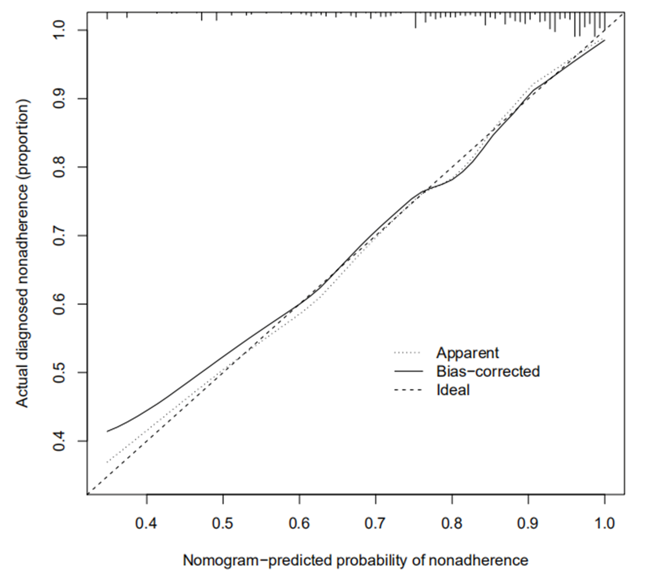 1.0
0.9
0.8
0.7
0.6
0.5
0.4
Actual diagnosed nonadherence (proportion)
Apparent
Bias−corrected
Ideal
0.4 0.5 0.6 0.7 0.8 0.9 1.0
Nomogram−predicted probability of nonadherence